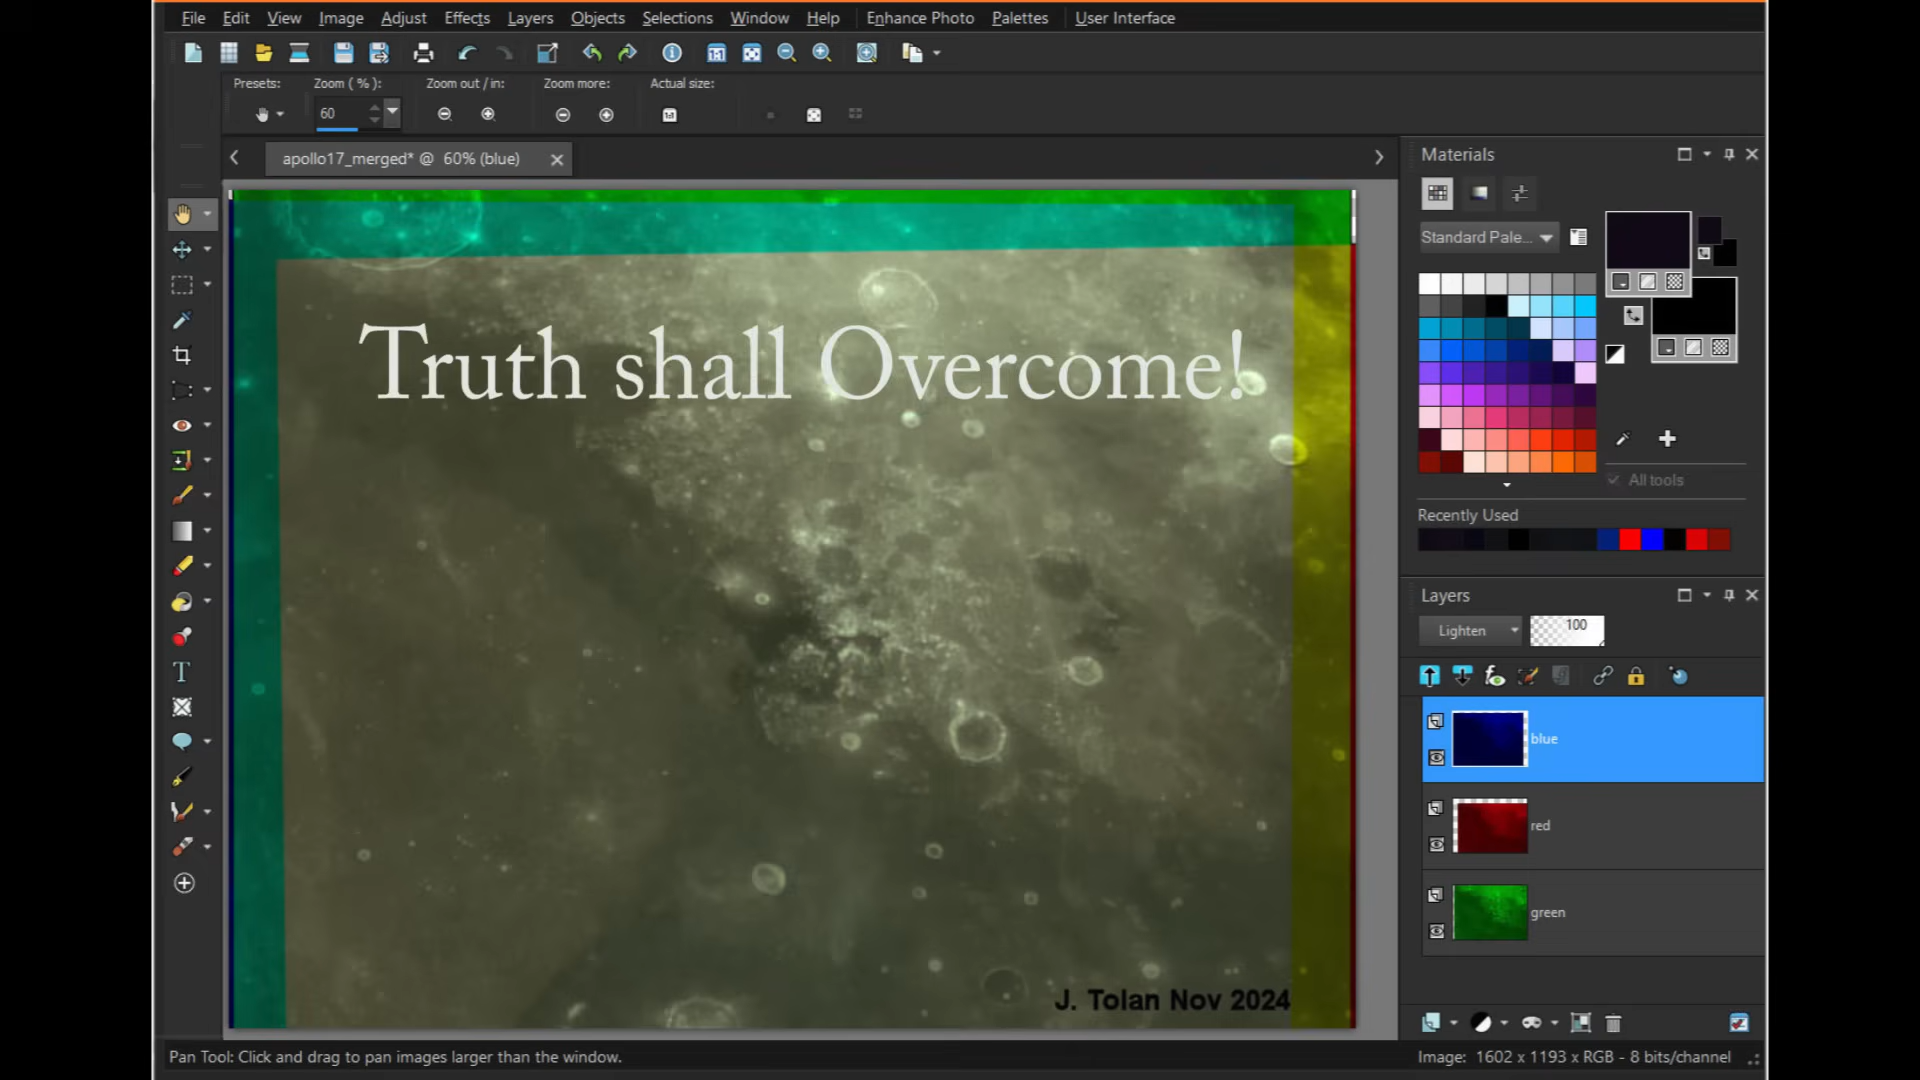 File Edit View Image Adjust Effects Layers Objects Selections Window Help Enhance Photo Palettes User Interface
Presets: Zoom ( % ): Zoom out / in: Zoom more: Actual size:
60
apollo17_merged* @ 60% (blue)
Materials
Standard Pale...
Truth shall Overcome!
All tools
Recently Used
Layers
Lighten 100
blue
red
green
J. Tolan Nov 2024
Pan Tool: Click and drag to pan images larger than the window.
Image: 1602 x 1193 x RGB - 8 bits/channel